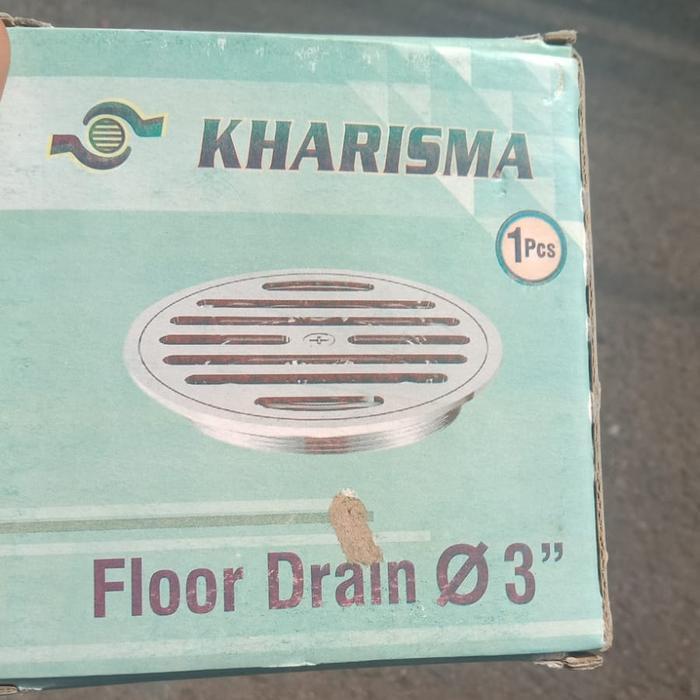 KHARISMA
1Pcs
Floor Drain Ø 3”